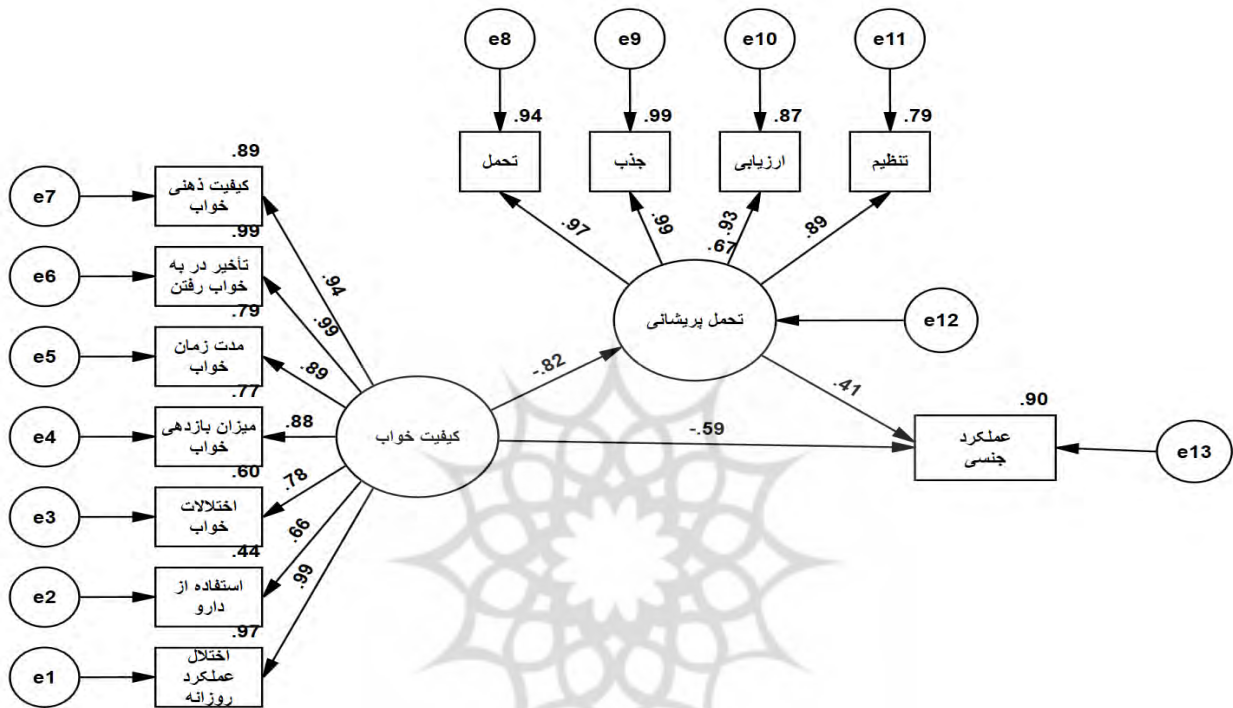 e8
e9
e10
e11
.94
.99
.87
.79
تحمل
جذب
ارزیابی
تنظیم
.97
.99
.93
.89
.67
تحمل پریشانی
e12
.89
e7
کیفیت ذهنی
خواب
.94
.99
e6
تأخیر در به
خواب رفتن
.99
.79
e5
مدت زمان
خواب
.89
.77
e4
میزان بازدهی
خواب
.88
.60
e3
اختلالات
خواب
.78
.44
e2
استفاده از
دارو
.66
.97
e1
اختلال
عملکرد
روزانه
.99
کیفیت خواب
-.82
-.59
.41
.90
عملکرد
جنسی
e13